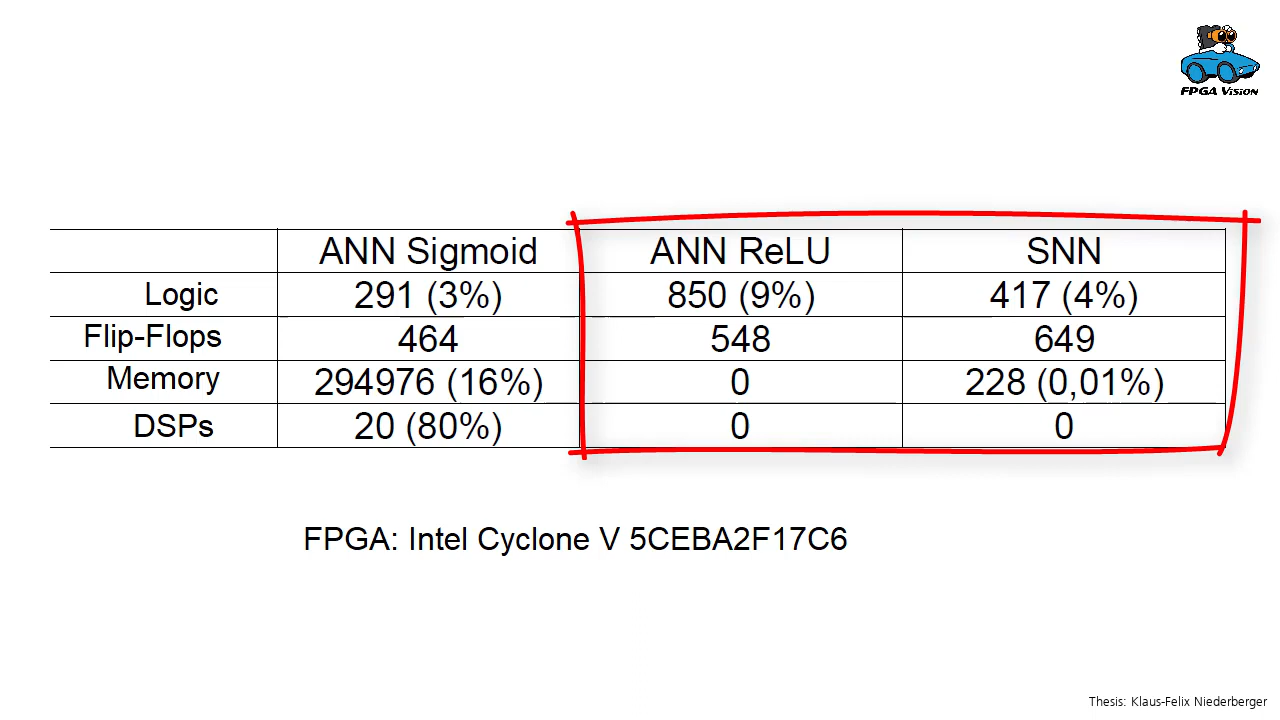 FPGA Vision
ANN Sigmoid ANN ReLU SNN
Logic 291 (3%) 850 (9%) 417 (4%)
Flip-Flops 464 548 649
Memory 294976 (16%) 0 228 (0,01%)
DSPs 20 (80%) 0 0
FPGA: Intel Cyclone V 5CEBA2F17C6
Thesis: Klaus-Felix Niederberger